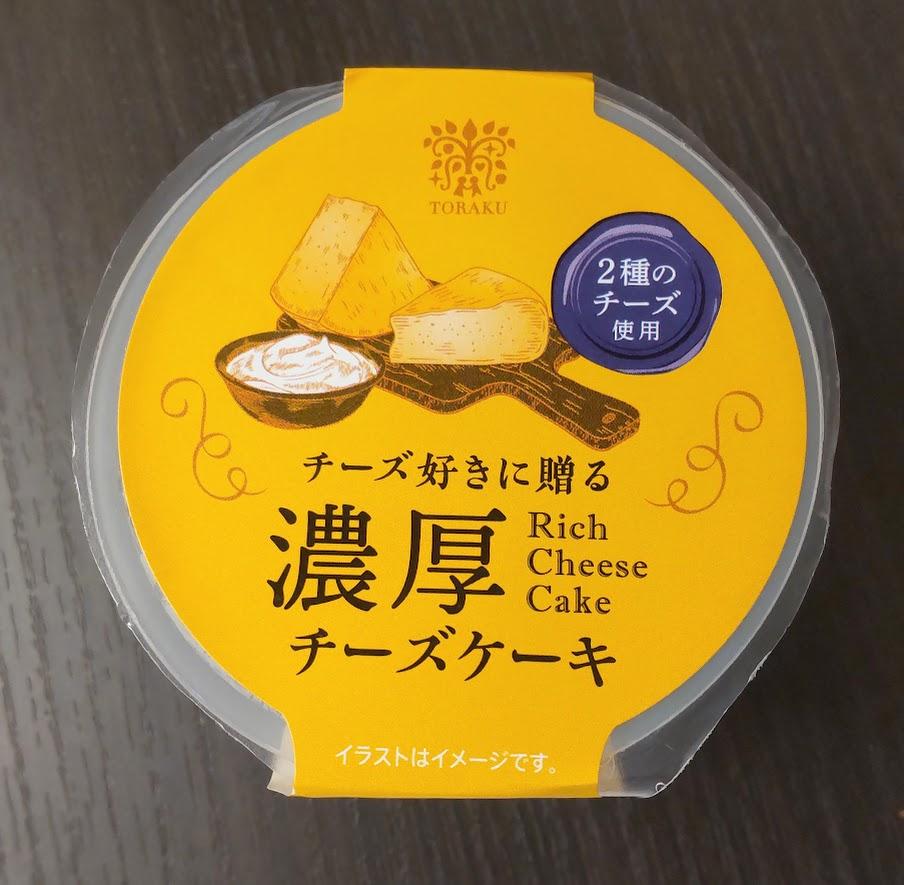 TORAKU
2種の
チーズ
使用
チーズ好きに贈る
濃厚
Rich
Cheese
Cake
チーズケーキ
イラストはイメージです。